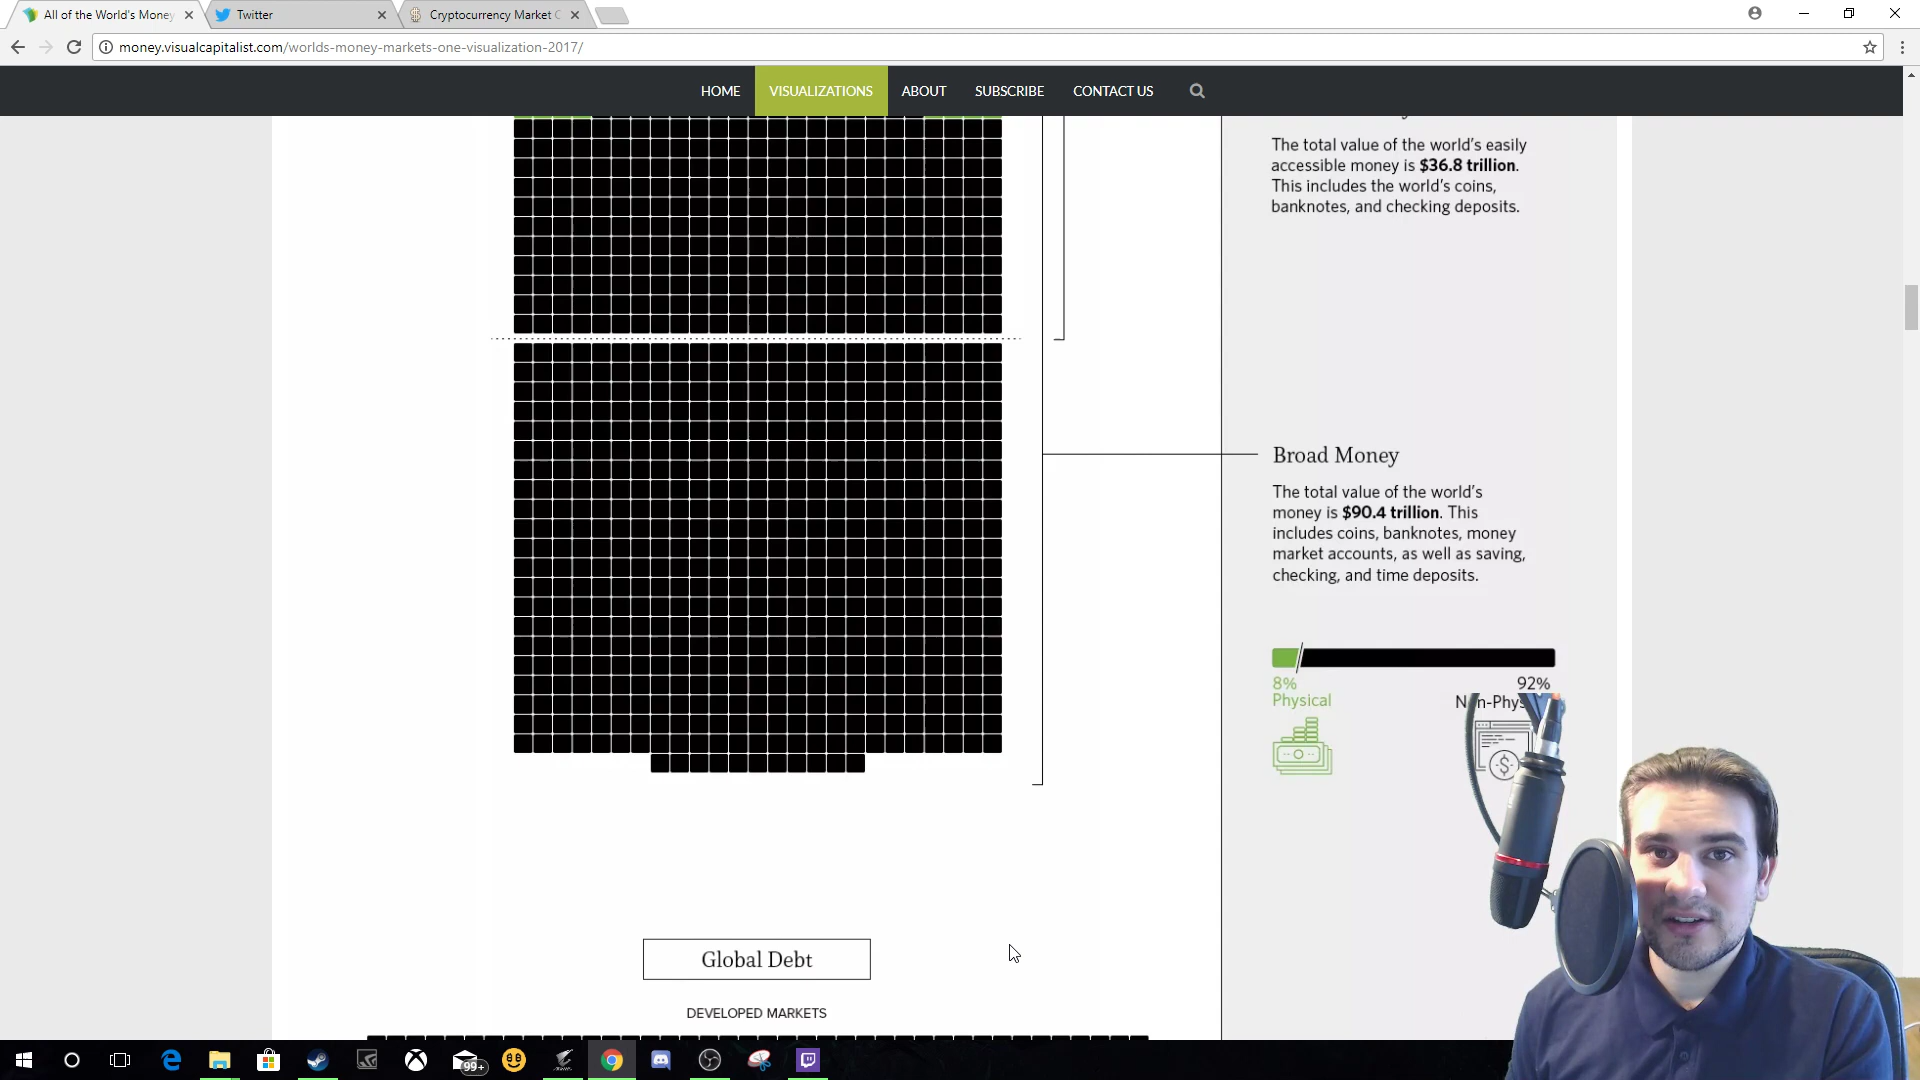 All of the World's Money
Twitter
Cryptocurrency Market C
money.visualcapitalist.com/worlds-money-markets-one-visualization-2017/
HOME VISUALIZATIONS ABOUT SUBSCRIBE CONTACT US
The total value of the world's easily
accessible money is $36.8 trillion.
This includes the world's coins,
banknotes, and checking deposits.
Broad Money
The total value of the world's
money is $90.4 trillion. This
includes coins, banknotes, money
market accounts, as well as saving,
checking, and time deposits.
8% 92%
Physical
$
Global Debt
DEVELOPED MARKETS
99+